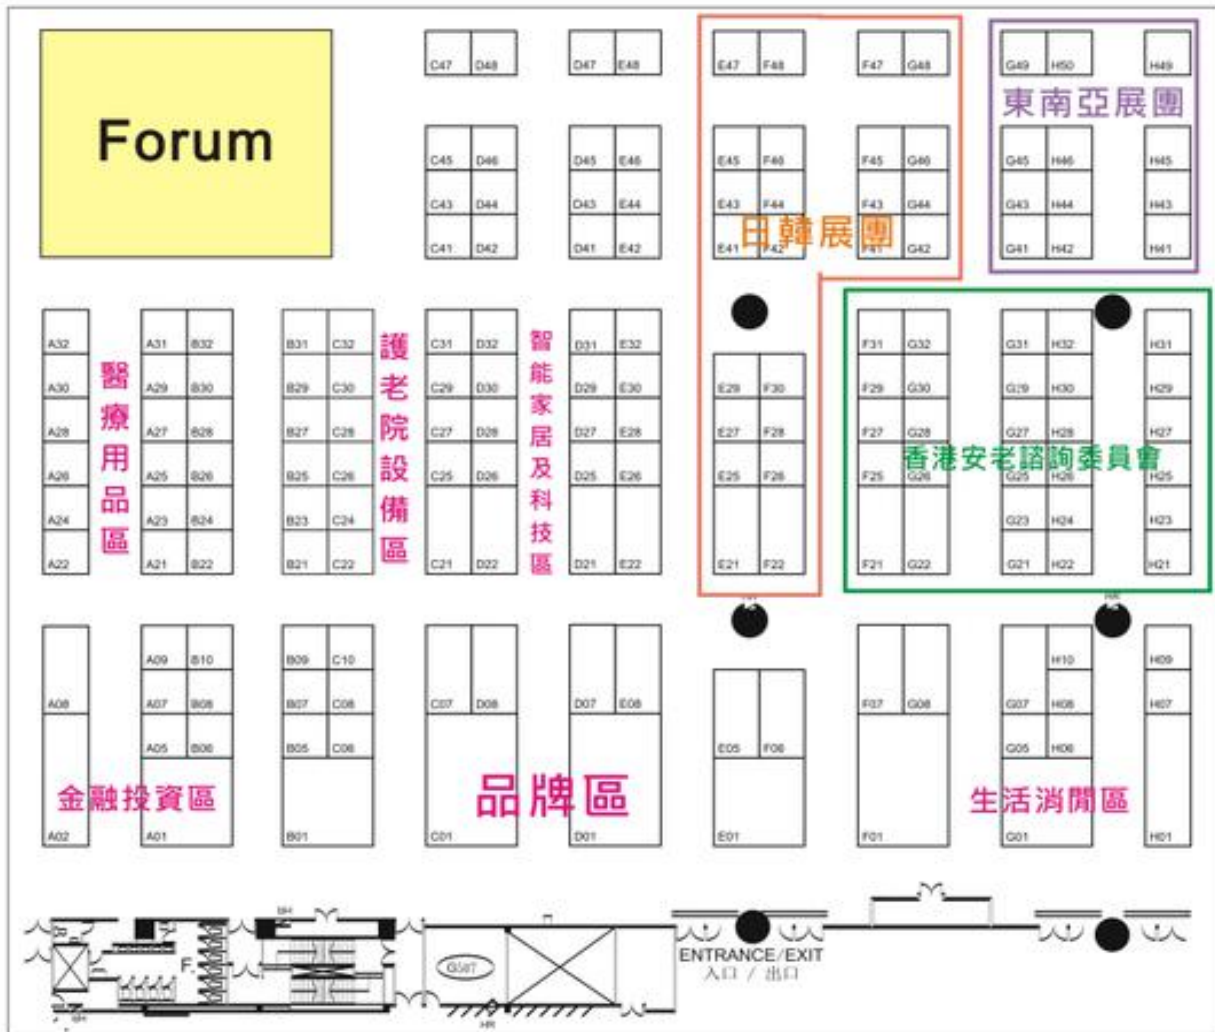 Forum
C47 D48 D47 E48 E47 F48 F47 G48 G49 H50 H49
東南亞展團
C45 D46 D45 E46 E45 F46 F45 G46 G45 H46 H45
C43 D44 D43 E44 E43 F44 F43 G44 G43 H44 H43
日韓展團
C41 D42 D41 E42 E41 F42 F41 G42 G41 H42 H41
A32 A31 B32 B31 C32 C31 D32 D31 E32 F31 G32 G31 H32 H31
A30 A29 B30 B29 C30 C29 D30 D29 E30 E29 F30 F29 G30 G29 H30 H29
A28 A27 B28 B27 C28 C27 D28 D27 E28 E27 F28 F27 G28 G27 H28 H27
醫療用品區
護老院設備區
智能家居及科技區
香港安老諮詢委員會
A26 A25 B26 B25 C26 C25 D26 D25 E26 E25 F26 F25 G26 G25 H26 H25
A24 A23 B24 B23 C24 G23 H24 H23
A22 A21 B22 B21 C22 C21 D22 D21 E22 E21 F22 F21 G22 G21 H22 H21
A09 B10 B09 C10 H10 H09
A08 A07 B08 B07 C08 C07 D08 D07 E08 F07 G08 G07 H08 H07
A05 B06 B05 C06 E05 F06 G05 H06
金融投資區 品牌區 生活消閒區
A02 A01 B01 C01 D01 E01 F01 G01 H01
F.
G507
ENTRANCE/EXIT
入口 / 出口
HR